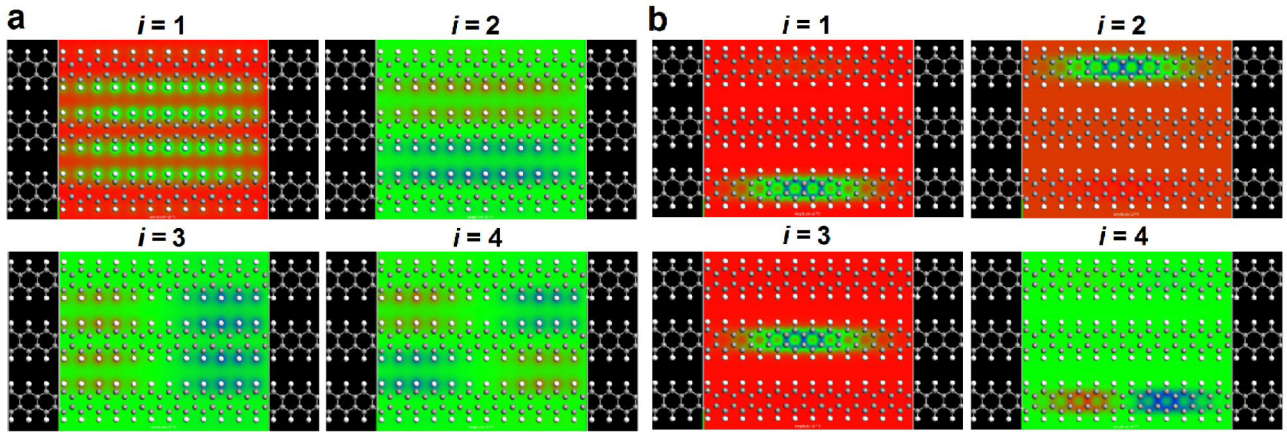 a
i = 1
i = 2
i = 3
i = 4
b
i = 1
i = 2
i = 3
i = 4